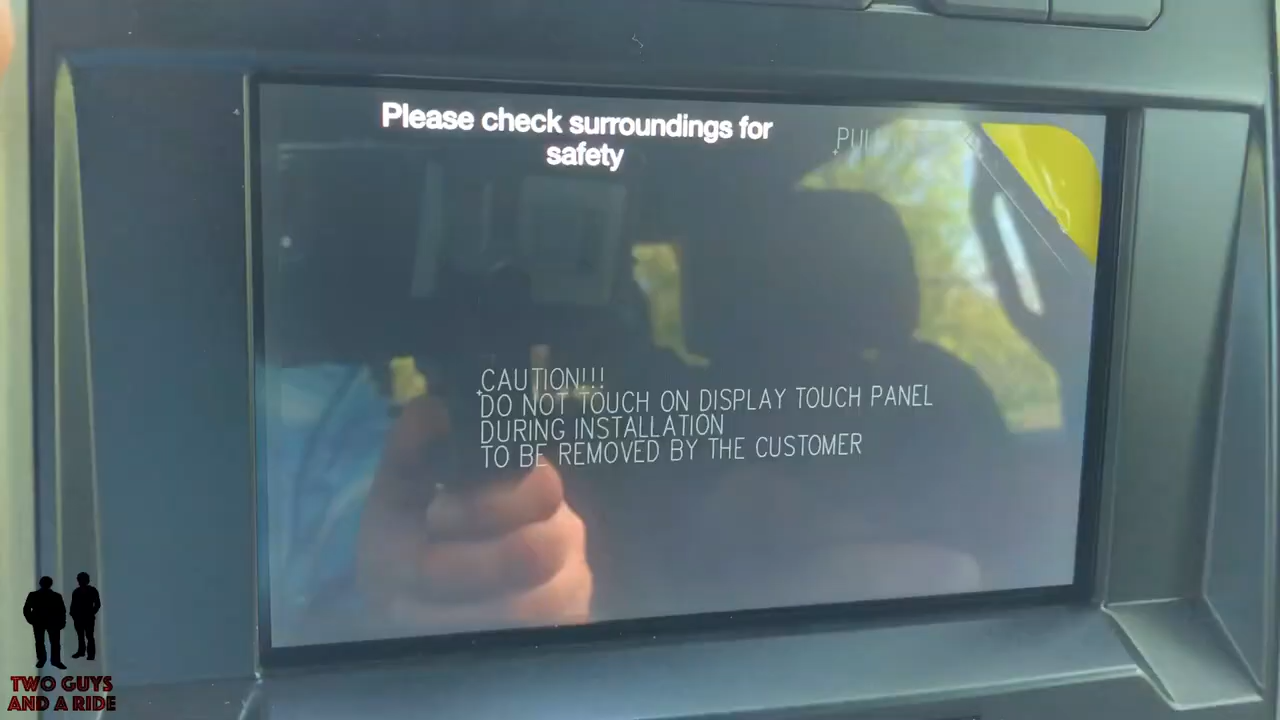 Please check surroundings for
safety
CAUTION!!!
DO NOT TOUCH ON DISPLAY TOUCH PANEL
DURING INSTALLATION
TO BE REMOVED BY THE CUSTOMER
TWO GUYS
AND A RIDE